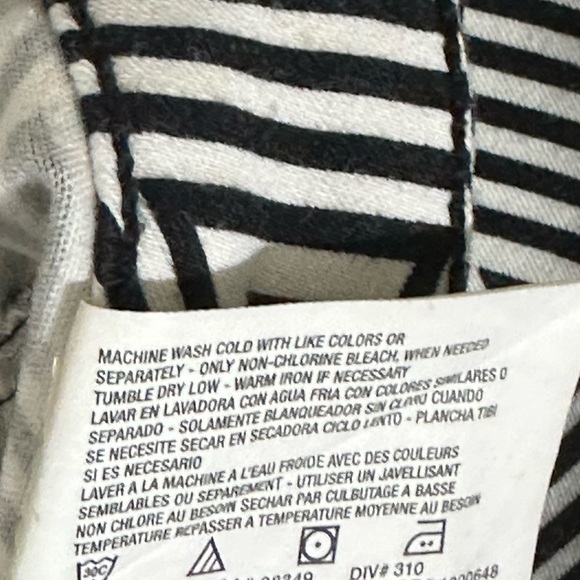 MACHINE WASH COLD WITH LIKE COLORS OR
SEPARATELY - ONLY NON-CHLORINE BLEACH, WHEN NEEDED
TUMBLE DRY LOW - WARM IRON IF NECESSARY
LAVAR EN LAVADORA CON AGUA FRIA CON COLORES SIMILARES O
SEPARADO - SOLAMENTE BLANQUEADOR SIN CLORO CUANDO
SE NECESITE SECAR EN SECADORA CICLO LENTO - PLANCHA TIBI
SI ES NECESARIO
LAVER A LA MACHINE A L'EAU FROIDE AVEC DES COULEURS
SEMBLABLES OU SEPAREMENT - UTILISER UN JAVELLISANT
NON CHLORE AU BESOIN SECHAR PAR CULBUTAGE A BASSE
TEMPERATURE REPASSER A TEMPERATURE MOYENNE AU BESOIN
30C
DIV# 310